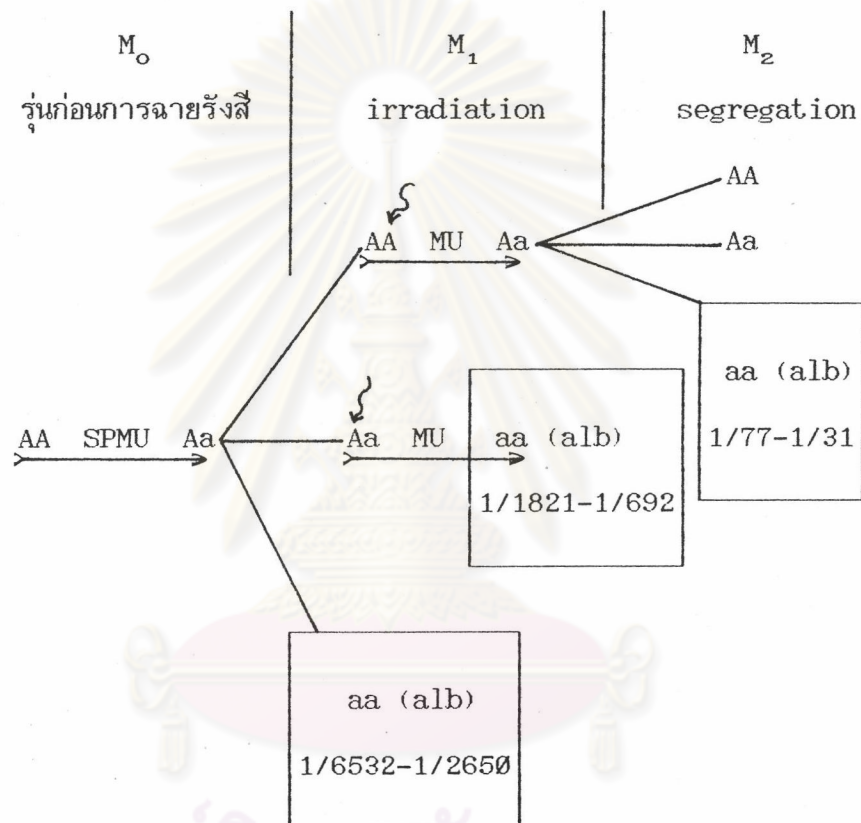 M₀ M₁ M₂
รุ่นก่อนการฉายรังสี irradiation segregation
AA
AA MU Aa Aa
aa (alb)
AA SPMU Aa Aa MU aa (alb) 1/77-1/31
1/1821-1/692
aa (alb)
1/6532-1/2650